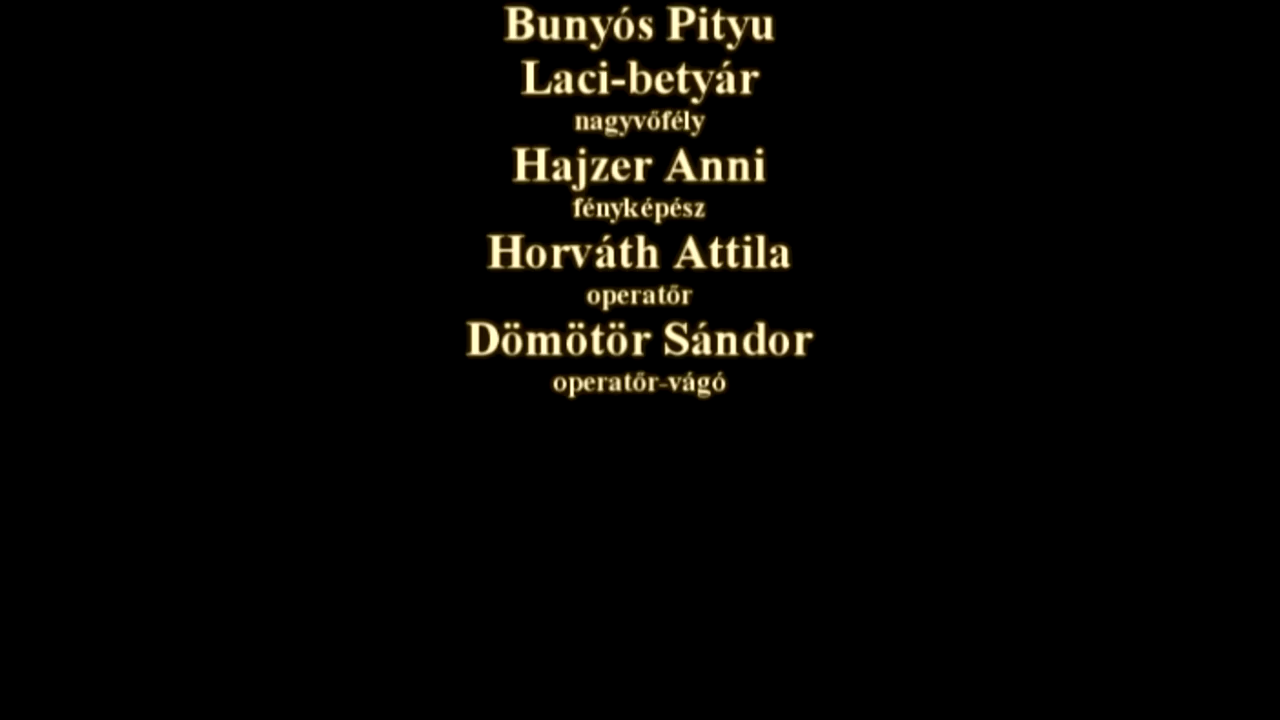 Bunyós Pityu
Laci-betyár
nagyvőfély
Hajzer Anni
fényképész
Horváth Attila
operatőr
Dömötör Sándor
operatőr-vágó